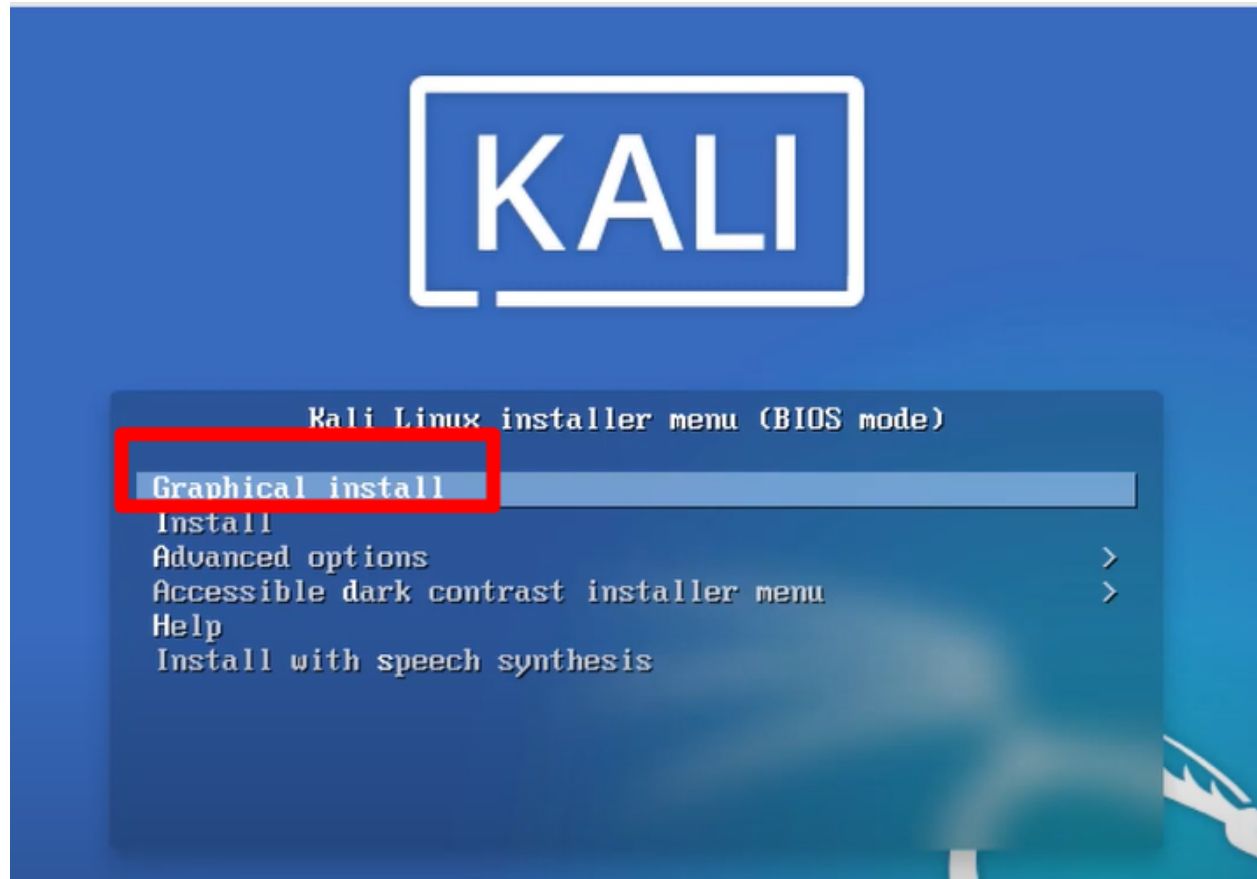 KALI
Kali Linux installer menu (BIOS mode)
Graphical install
Install
Advanced options >
Accessible dark contrast installer menu >
Help
Install with speech synthesis